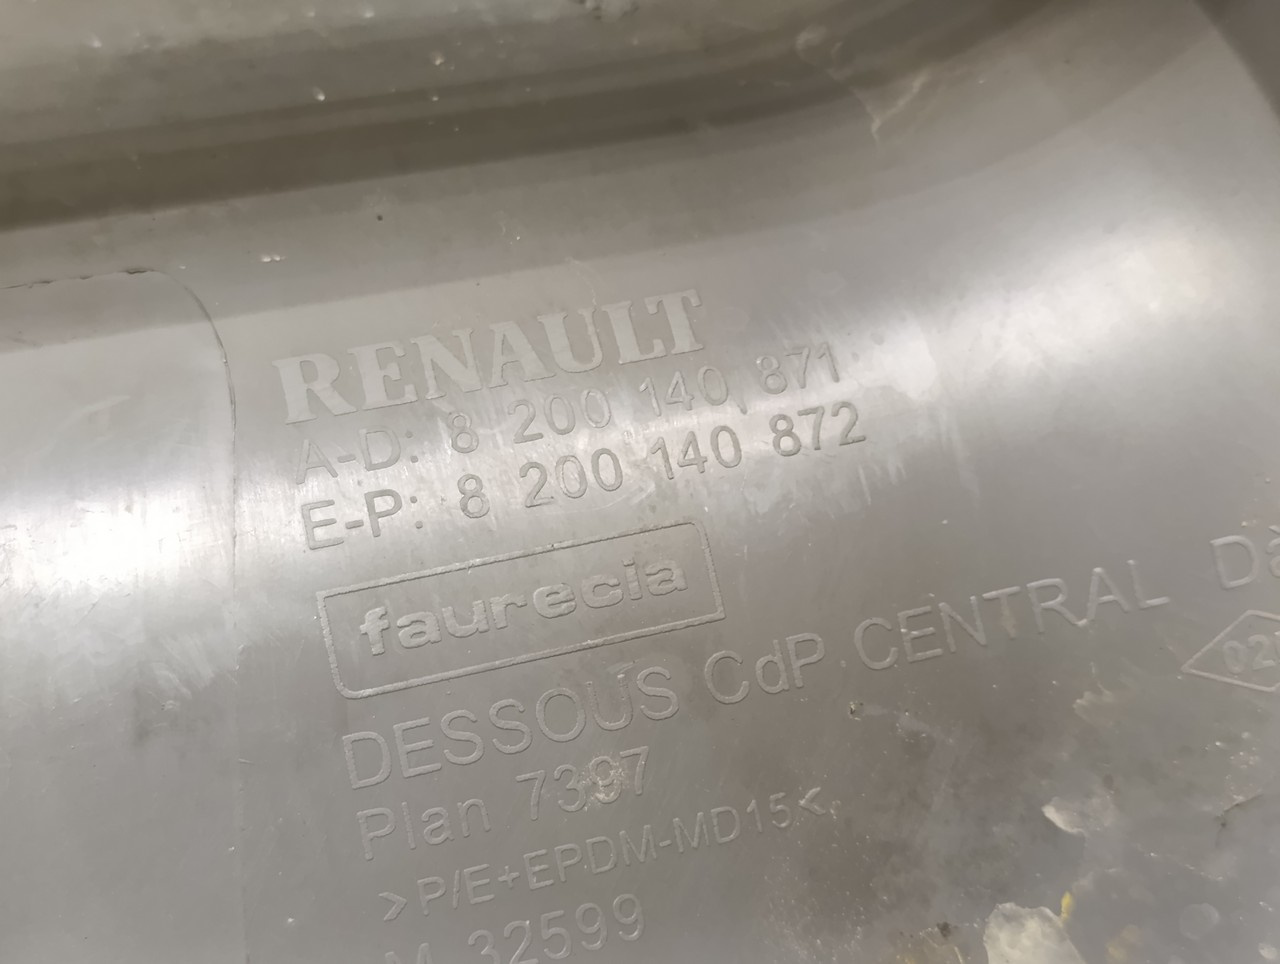 RENAULT
A-D: 8 200 140 871
E-P: 8 200 140 872
faurecia
DESSOUS CdP CENTRAL
Plan 7397
>P/E+EPDM-MD15<
M 32599